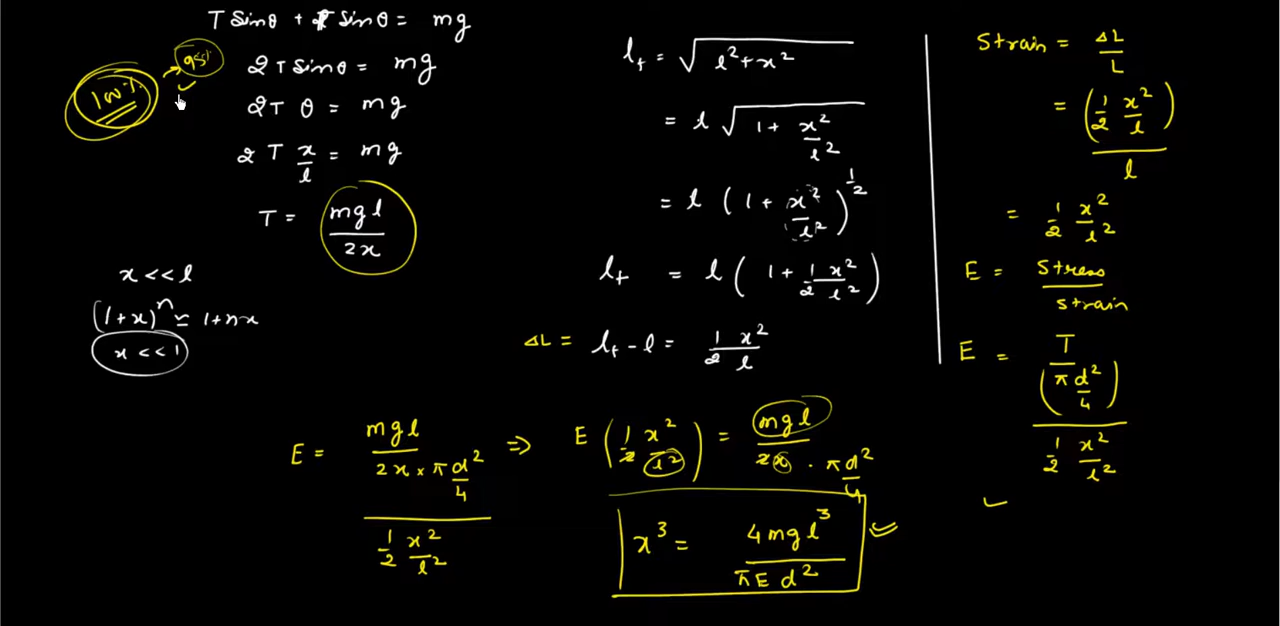 T sinθ + T sinθ = mg
2T sinθ = mg
2T θ = mg
2 T x/l = mg
T = mgl/2x
100%
95%
x << l
(1+x)^n ≃ 1+nx
x << 1
l_f = √(l² + x²)
= l √(1 + x²/l²)
= l (1 + x²/l²)^(1/2)
l_f = l (1 + 1/2 x²/l²)
ΔL = l_f - l = 1/2 x²/l
Strain = ΔL/L
= (1/2 x²/l)/l
= 1/2 x²/l²
E = Stress/Strain
E = (T/(πd²/4))/(1/2 x²/l²)
E = (mgl/(2x × πd²/4))/(1/2 x²/l²) ⇒ E (1/2 x²/l²) = mgl/2x · πd²/4
x³ = 4mgl³/πEd²